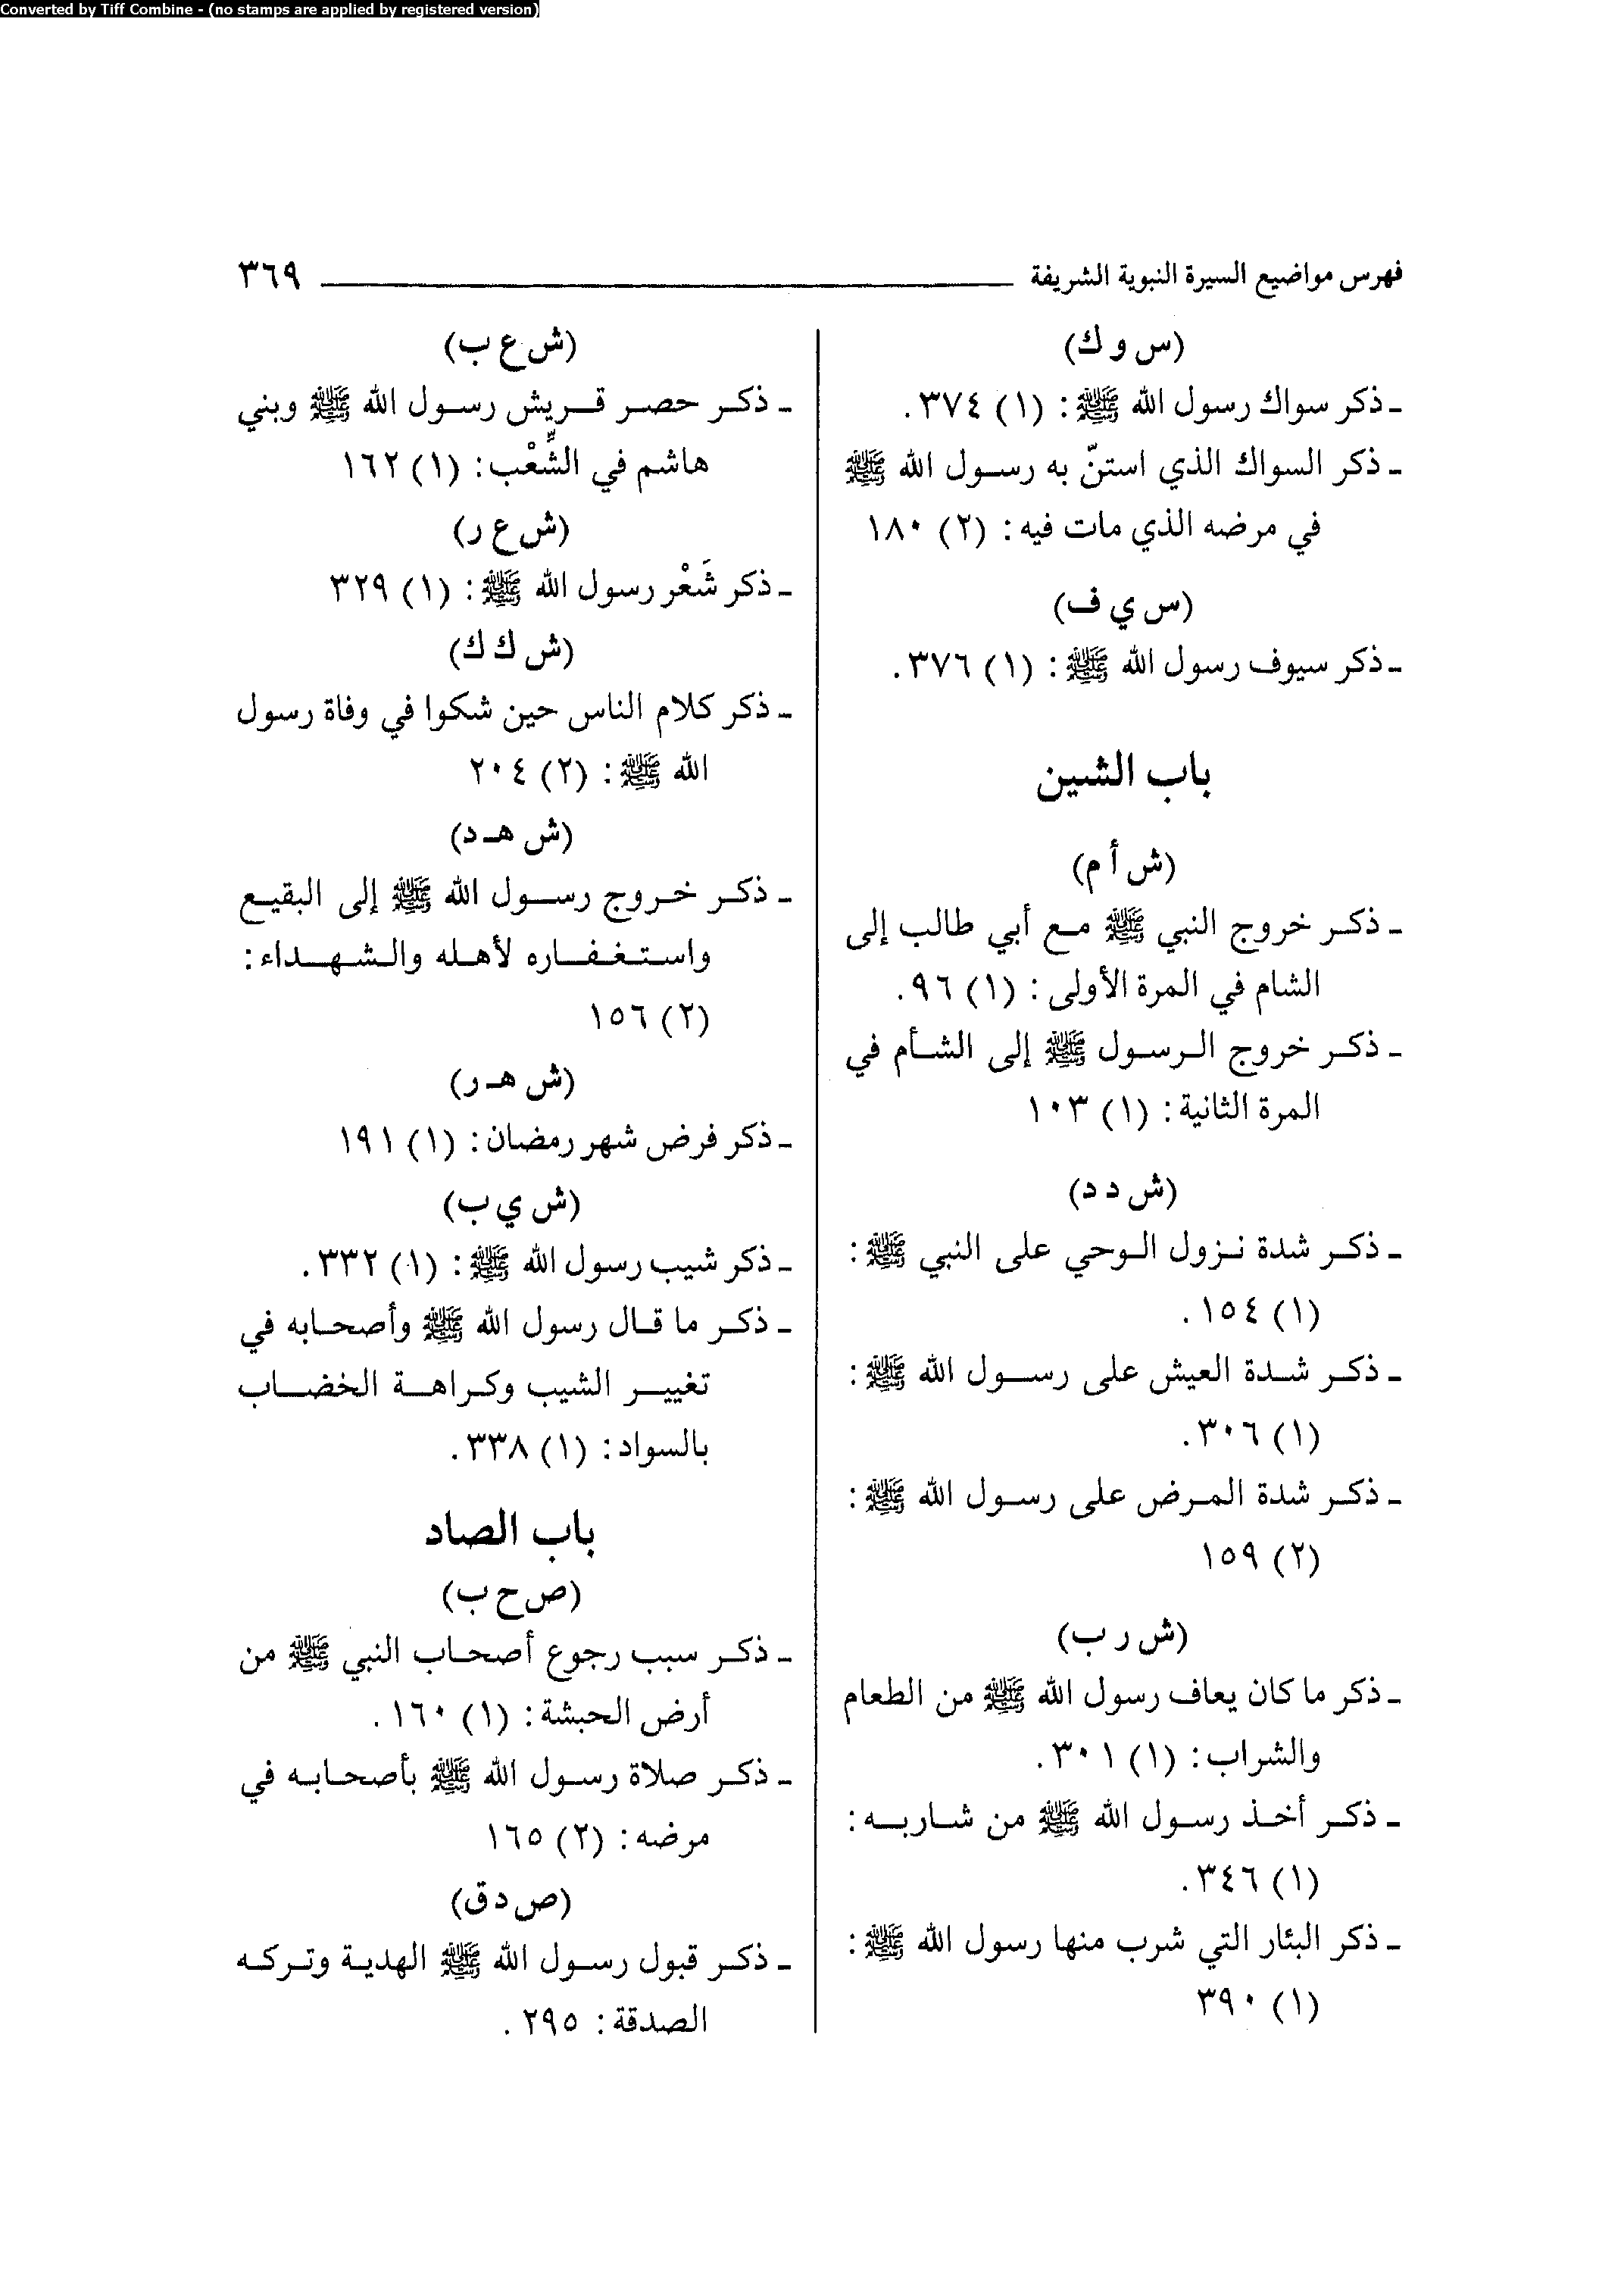 Converted by Tiff Combine - (no stamps are applied by registered version)
فهرس مواضيع السيرة النبوية الشريفة ٣٦٩
(س و ك)
ـ ذكر سواك رسول الله ﷺ: (١) ٣٧٤.
ـ ذكر السواك الذي استنّ به رسول الله ﷺ
في مرضه الذي مات فيه: (٢) ١٨٠
(س ي ف)
ـ ذكر سيوف رسول الله ﷺ: (١) ٣٧٦.
باب الشين
(ش أ م)
ـ ذكر خروج النبي ﷺ مع أبي طالب إلى
الشام في المرة الأولى: (١) ٩٦.
ـ ذكر خروج الرسول ﷺ إلى الشأم في
المرة الثانية: (١) ١٠٣
(ش د د)
ـ ذكر شدة نزول الوحي على النبي ﷺ:
(١) ١٥٤.
ـ ذكر شدة العيش على رسول الله ﷺ:
(١) ٣٠٦.
ـ ذكر شدة المرض على رسول الله ﷺ:
(٢) ١٥٩
(ش ر ب)
ـ ذكر ما كان يعاف رسول الله ﷺ من الطعام
والشراب: (١) ٣٠١.
ـ ذكر أخذ رسول الله ﷺ من شاربه:
(١) ٣٤٦.
ـ ذكر البئار التي شرب منها رسول الله ﷺ:
(١) ٣٩٠
(ش ع ب)
ـ ذكر حصر قريش رسول الله ﷺ وبني
هاشم في الشِّعْب: (١) ١٦٢
(ش ع ر)
ـ ذكر شَعْر رسول الله ﷺ: (١) ٣٢٩
(ش ك ك)
ـ ذكر كلام الناس حين شكوا في وفاة رسول
الله ﷺ: (٢) ٢٠٤
(ش هـ د)
ـ ذكر خروج رسول الله ﷺ إلى البقيع
واستغفاره لأهله والشهداء:
(٢) ١٥٦
(ش هـ ر)
ـ ذكر فرض شهر رمضان: (١) ١٩١
(ش ي ب)
ـ ذكر شيب رسول الله ﷺ: (١) ٣٣٢.
ـ ذكر ما قال رسول الله ﷺ وأصحابه في
تغيير الشيب وكراهة الخضاب
بالسواد: (١) ٣٣٨.
باب الصاد
(ص ح ب)
ـ ذكر سبب رجوع أصحاب النبي ﷺ من
أرض الحبشة: (١) ١٦٠.
ـ ذكر صلاة رسول الله ﷺ بأصحابه في
مرضه: (٢) ١٦٥
(ص د ق)
ـ ذكر قبول رسول الله ﷺ الهدية وتركه
الصدقة: ٢٩٥.